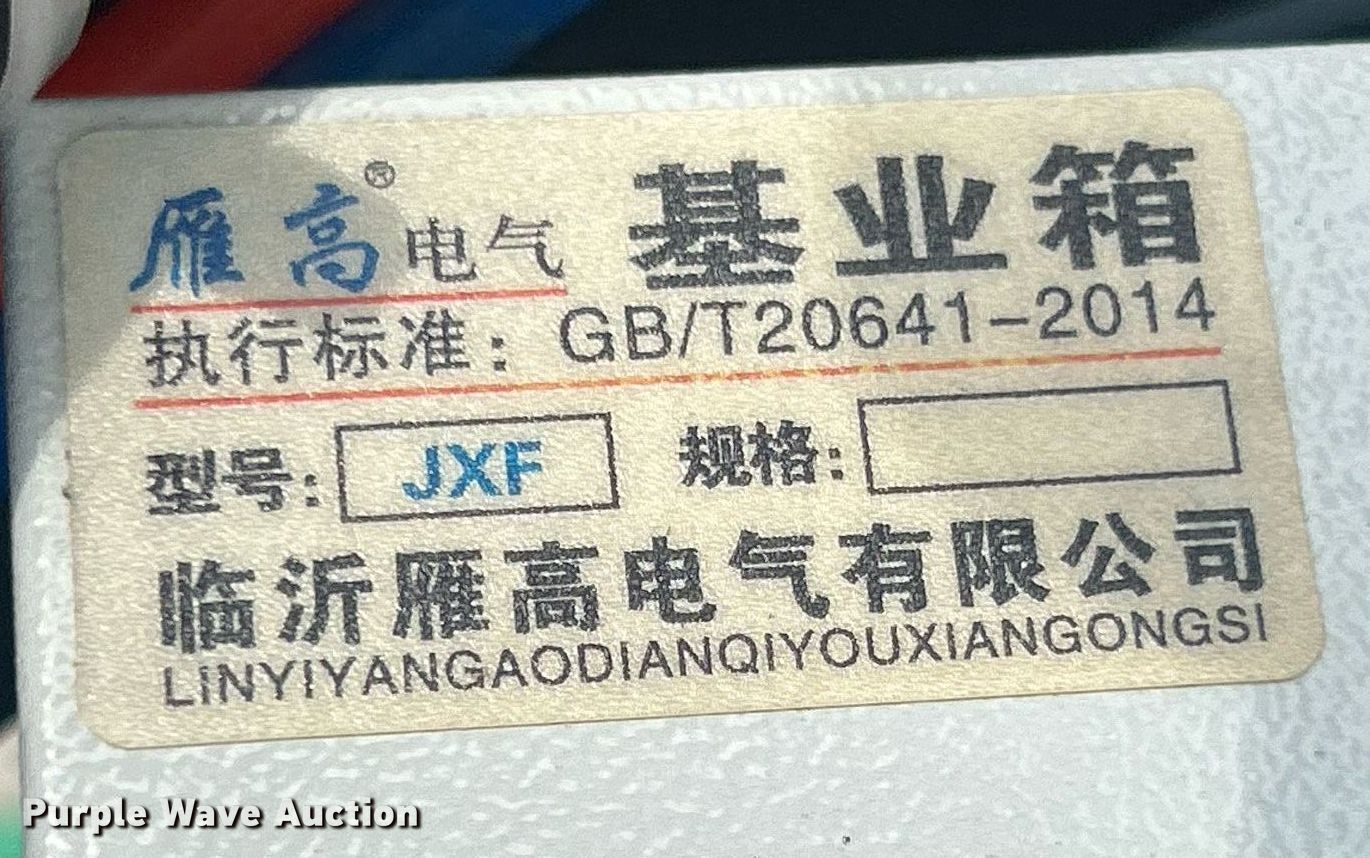 雁高® 电气 基业箱
执行标准：GB/T20641-2014
型号: JXF 规格:
临沂雁高电气有限公司
LINYIYANGAODIANQIYOUXIANGONGSI
Purple Wave Auction